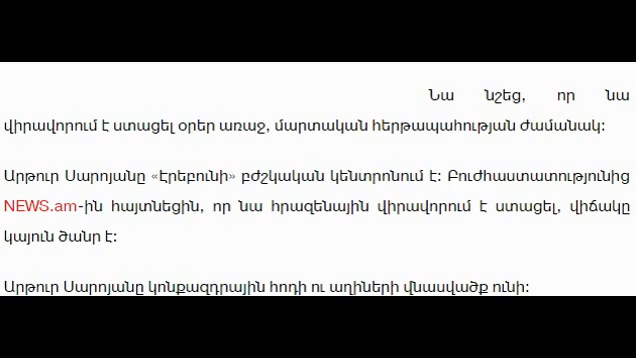 Նա նշեց, որ նա
վիրավորում է ստացել օրեր առաջ, մարտական հերթապահության ժամանակ:
Արթուր Սարոյանը «Էրեբունի» բժշկական կենտրոնում է: Բուժհաստատությունից
NEWS.am-ին հայտնեցին, որ նա հրազենային վիրավորում է ստացել, վիճակը
կայուն ծանր է:
Արթուր Սարոյանը կոնքազդրային հոդի ու աղիների վնասվածք ունի: